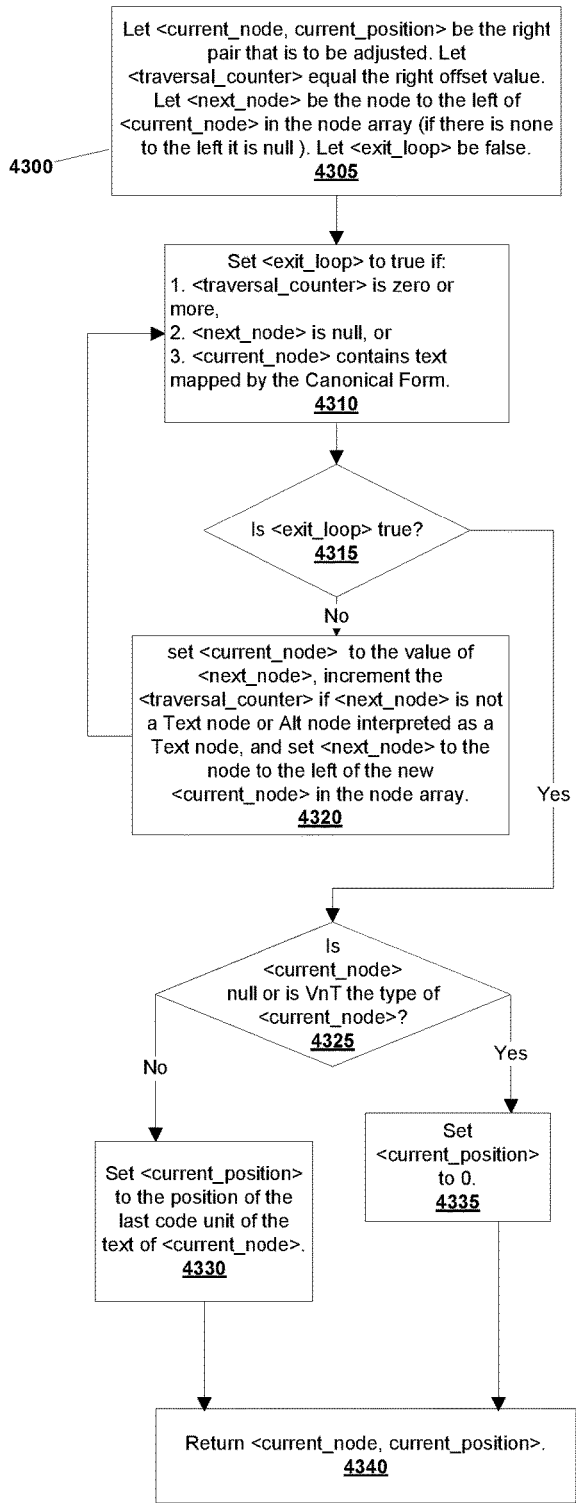 Let <current_node, current_position> be the right
pair that is to be adjusted. Let
<traversal_counter> equal the right offset value.
Let <next_node> be the node to the left of
<current_node> in the node array (if there is none
to the left it is null ). Let <exit_loop> be false.
4305
4300
Set <exit_loop> to true if:
1. <traversal_counter> is zero or
more,
2. <next_node> is null, or
3. <current_node> contains text
mapped by the Canonical Form.
4310
Is <exit_loop> true?
4315
No
set <current_node> to the value of
<next_node>, increment the
<traversal_counter> if <next_node> is not
a Text node or Alt node interpreted as a
Text node, and set <next_node> to the
node to the left of the new
<current_node> in the node array.
4320
Yes
Is
<current_node>
null or is VnT the type of
<current_node>?
4325
No
Yes
Set <current_position>
to the position of the
last code unit of the
text of <current_node>.
4330
Set
<current_position>
to 0.
4335
Return <current_node, current_position>.
4340